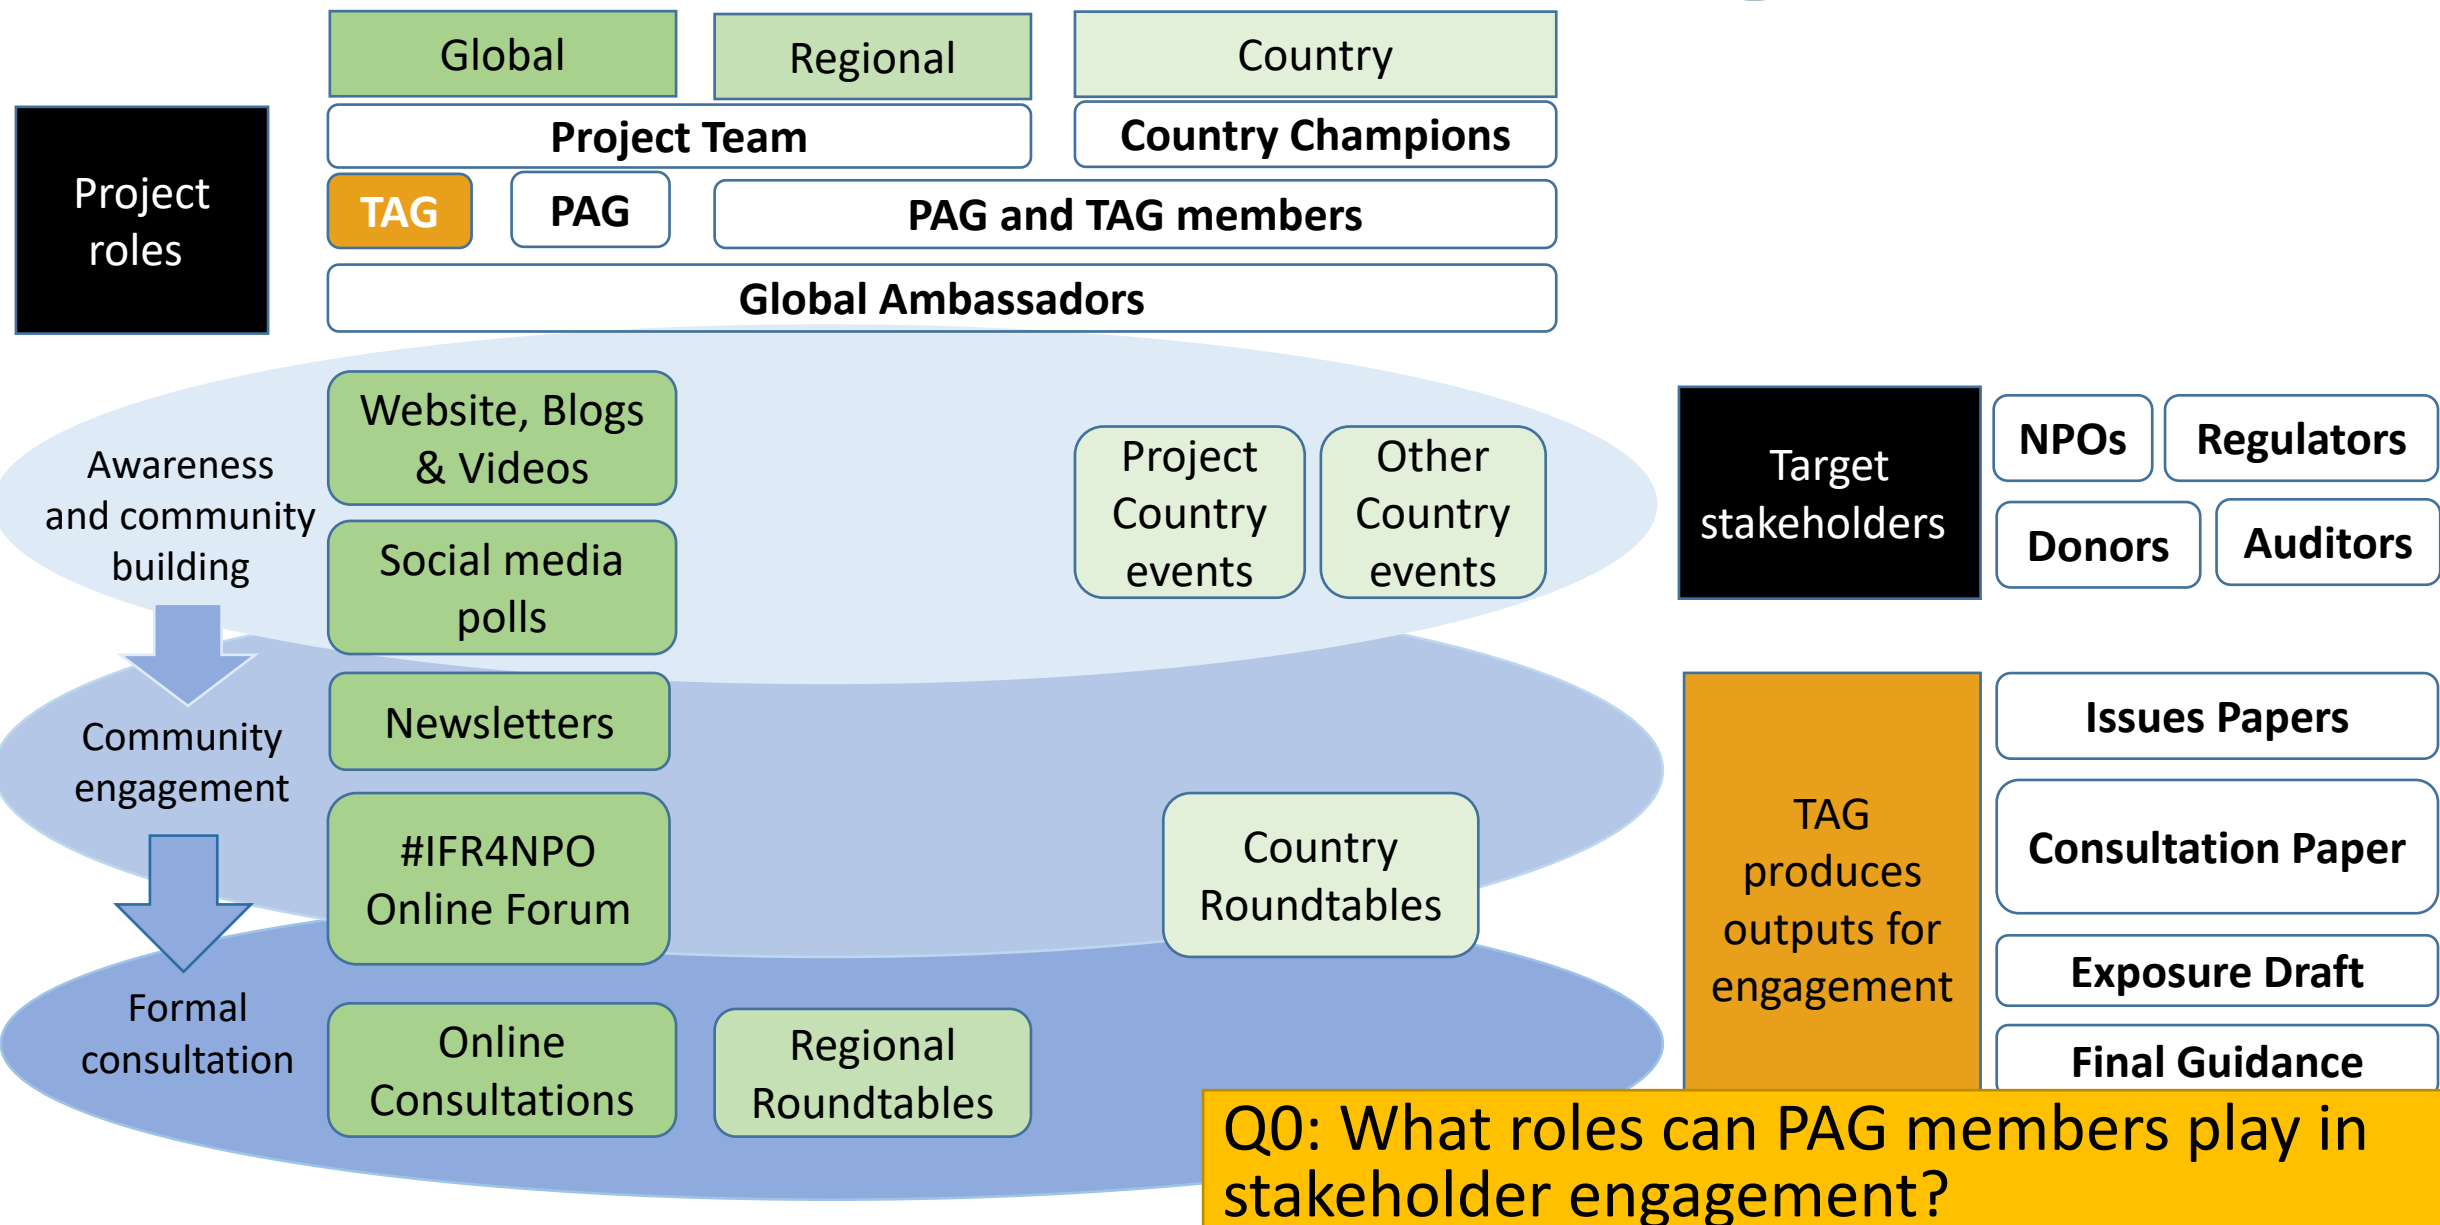 Global
Regional
Country
Project
roles
Project Team
Country Champions
TAG
PAG
PAG and TAG members
Global Ambassadors
Awareness
and community
building
Website, Blogs
& Videos
Social media
polls
Project
Country
events
Other
Country
events
Target
stakeholders
NPOs
Regulators
Donors
Auditors
Community
engagement
Newsletters
#IFR4NPO
Online Forum
Country
Roundtables
Formal
consultation
Online
Consultations
Regional
Roundtables
TAG
produces
outputs for
engagement
Issues Papers
Consultation Paper
Exposure Draft
Final Guidance
Q0: What roles can PAG members play in
stakeholder engagement?